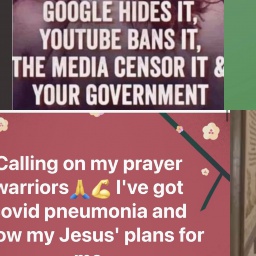 GOOGLE HIDES IT,
YOUTUBE BANS IT,
THE MEDIA CENSOR IT &
YOUR GOVERNMENT
Calling on my prayer
warriors🙏💪 I've got
ovid pneumonia and
ow my Jesus' plans for